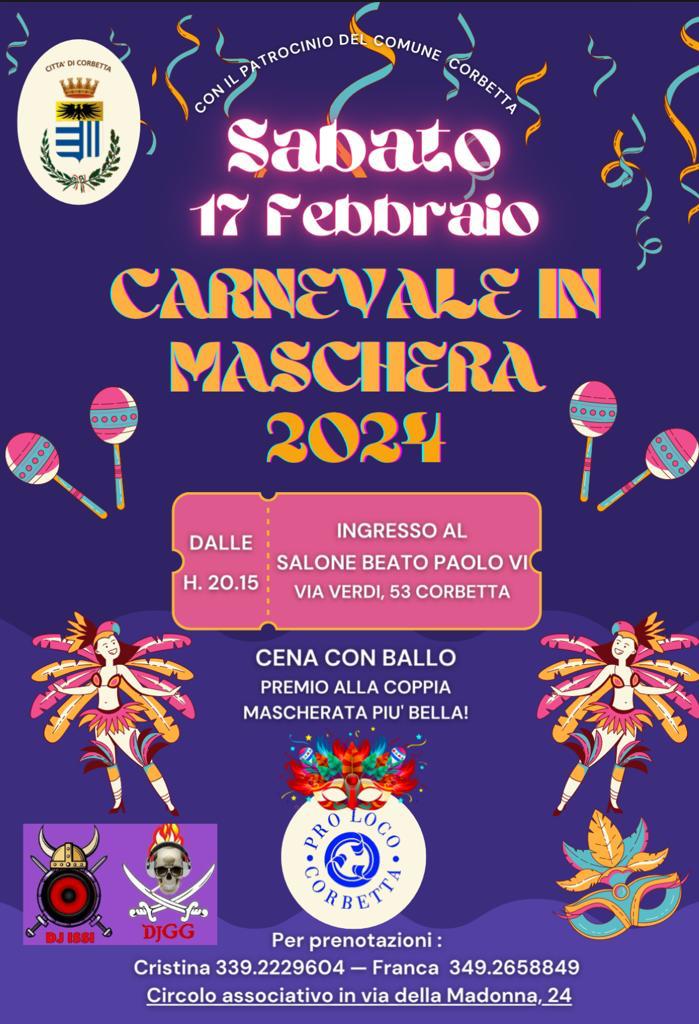 CITTA' DI CORBETTA
CON IL PATROCINIO DEL COMUNE CORBETTA
Sabato
17 Febbraio
CARNEVALE IN
MASCHERA
2024
DALLE
H. 20.15
INGRESSO AL
SALONE BEATO PAOLO VI
VIA VERDI, 53 CORBETTA
CENA CON BALLO
PREMIO ALLA COPPIA
MASCHERATA PIU' BELLA!
PRO LOCO
CORBETTA
DJ ISSI
DJGG
Per prenotazioni :
Cristina 339.2229604 — Franca 349.2658849
Circolo associativo in via della Madonna, 24